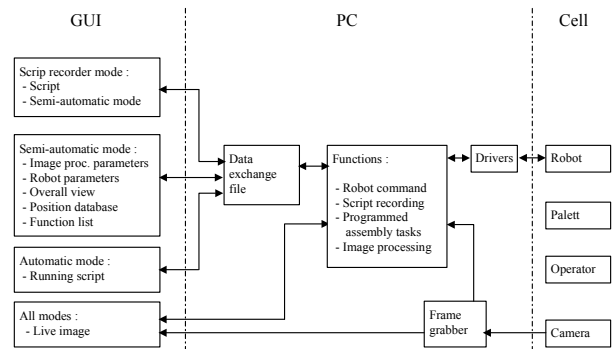 GUI
PC
Cell
Scrip recorder mode :
- Script
- Semi-automatic mode
Semi-automatic mode :
- Image proc. parameters
- Robot parameters
- Overall view
- Position database
- Function list
Automatic mode :
- Running script
All modes :
- Live image
Data
exchange
file
Functions :
- Robot command
- Script recording
- Programmed
assembly tasks
- Image processing
Drivers
Frame
grabber
Robot
Palett
Operator
Camera